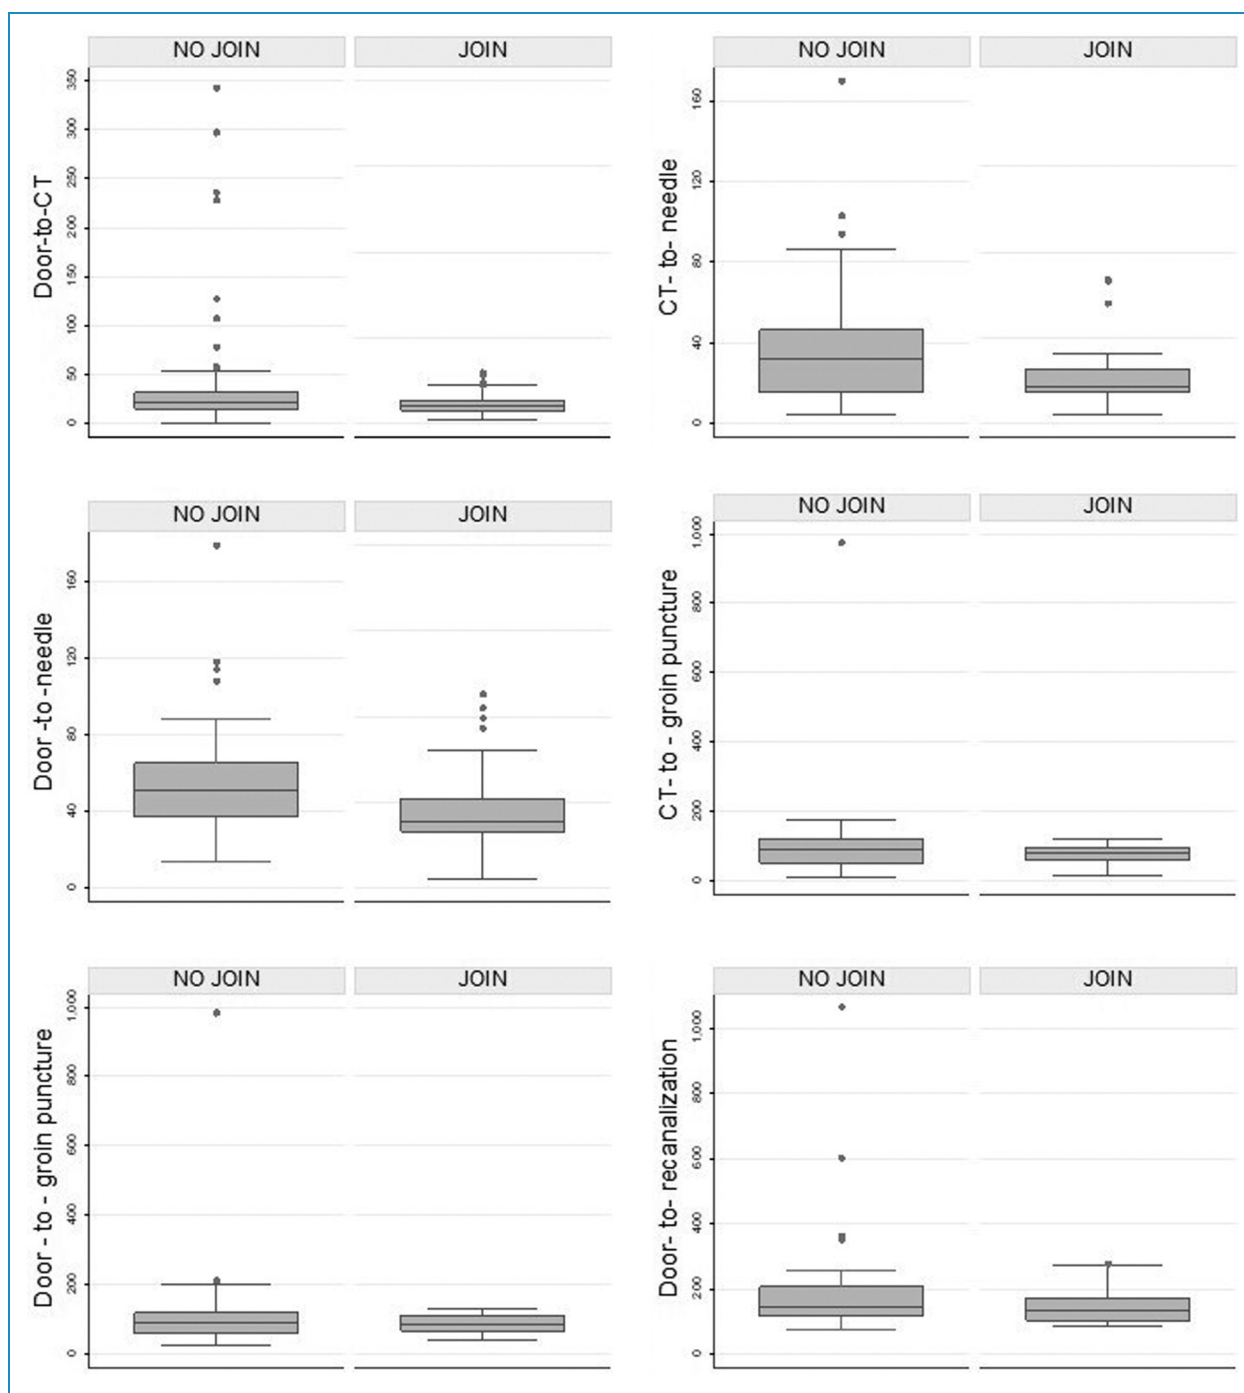 NO JOIN
JOIN
Door-to-CT
350
300
250
200
150
100
50
0
NO JOIN
JOIN
CT- to- needle
160
120
80
40
0
NO JOIN
JOIN
Door -to -needle
160
120
80
40
0
NO JOIN
JOIN
CT- to - groin puncture
1,000
800
600
400
200
0
NO JOIN
JOIN
Door - to - groin puncture
1,000
800
600
400
200
0
NO JOIN
JOIN
Door- to- recanalization
1,000
800
600
400
200
0